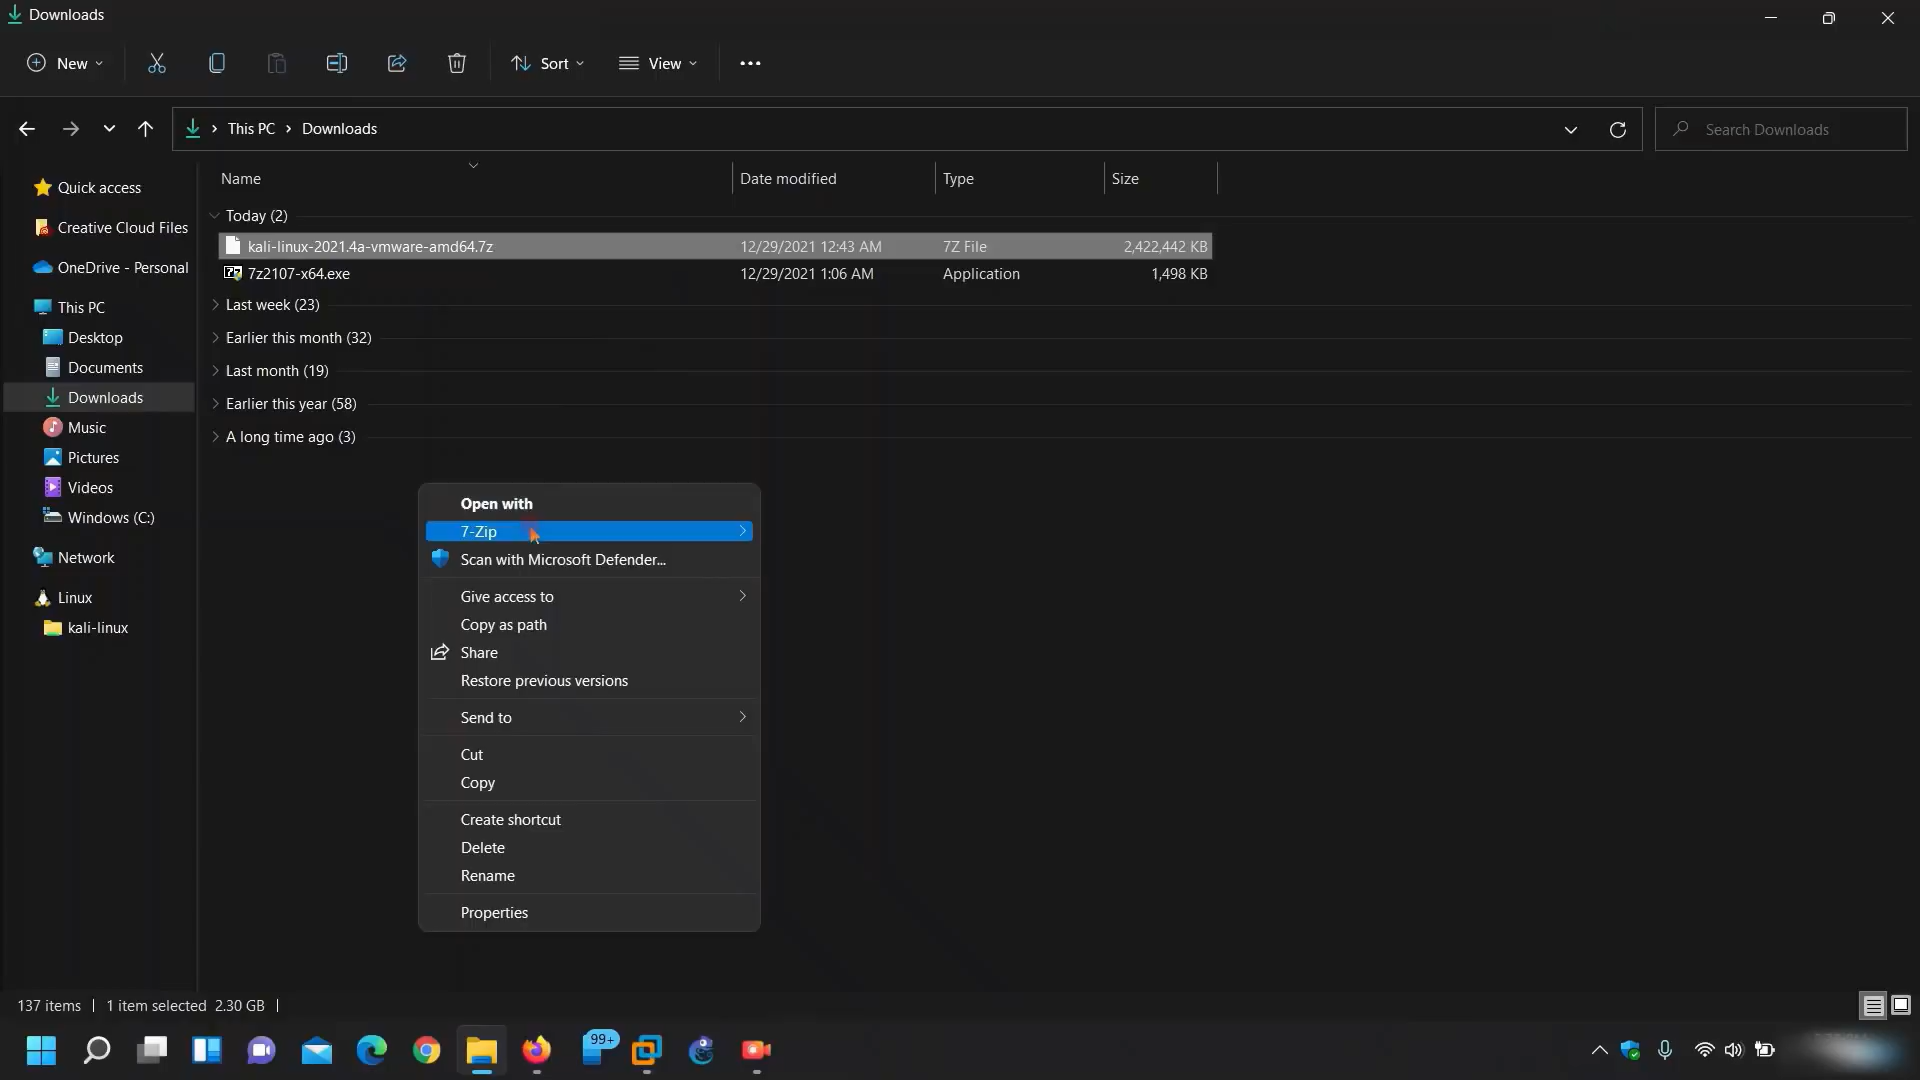 Downloads
New
Sort
View
This PC
Downloads
Search Downloads
Name
Date modified
Type
Size
Today (2)
kali-linux-2021.4a-vmware-amd64.7z 12/29/2021 12:43 AM 7Z File 2,422,442 KB
7z2107-x64.exe 12/29/2021 1:06 AM Application 1,498 KB
Last week (23)
Earlier this month (32)
Last month (19)
Earlier this year (58)
A long time ago (3)
Quick access
Creative Cloud Files
OneDrive - Personal
This PC
Desktop
Documents
Downloads
Music
Pictures
Videos
Windows (C:)
Network
Linux
kali-linux
Open with
7-Zip
Scan with Microsoft Defender...
Give access to
Copy as path
Share
Restore previous versions
Send to
Cut
Copy
Create shortcut
Delete
Rename
Properties
137 items
1 item selected 2.30 GB
99+